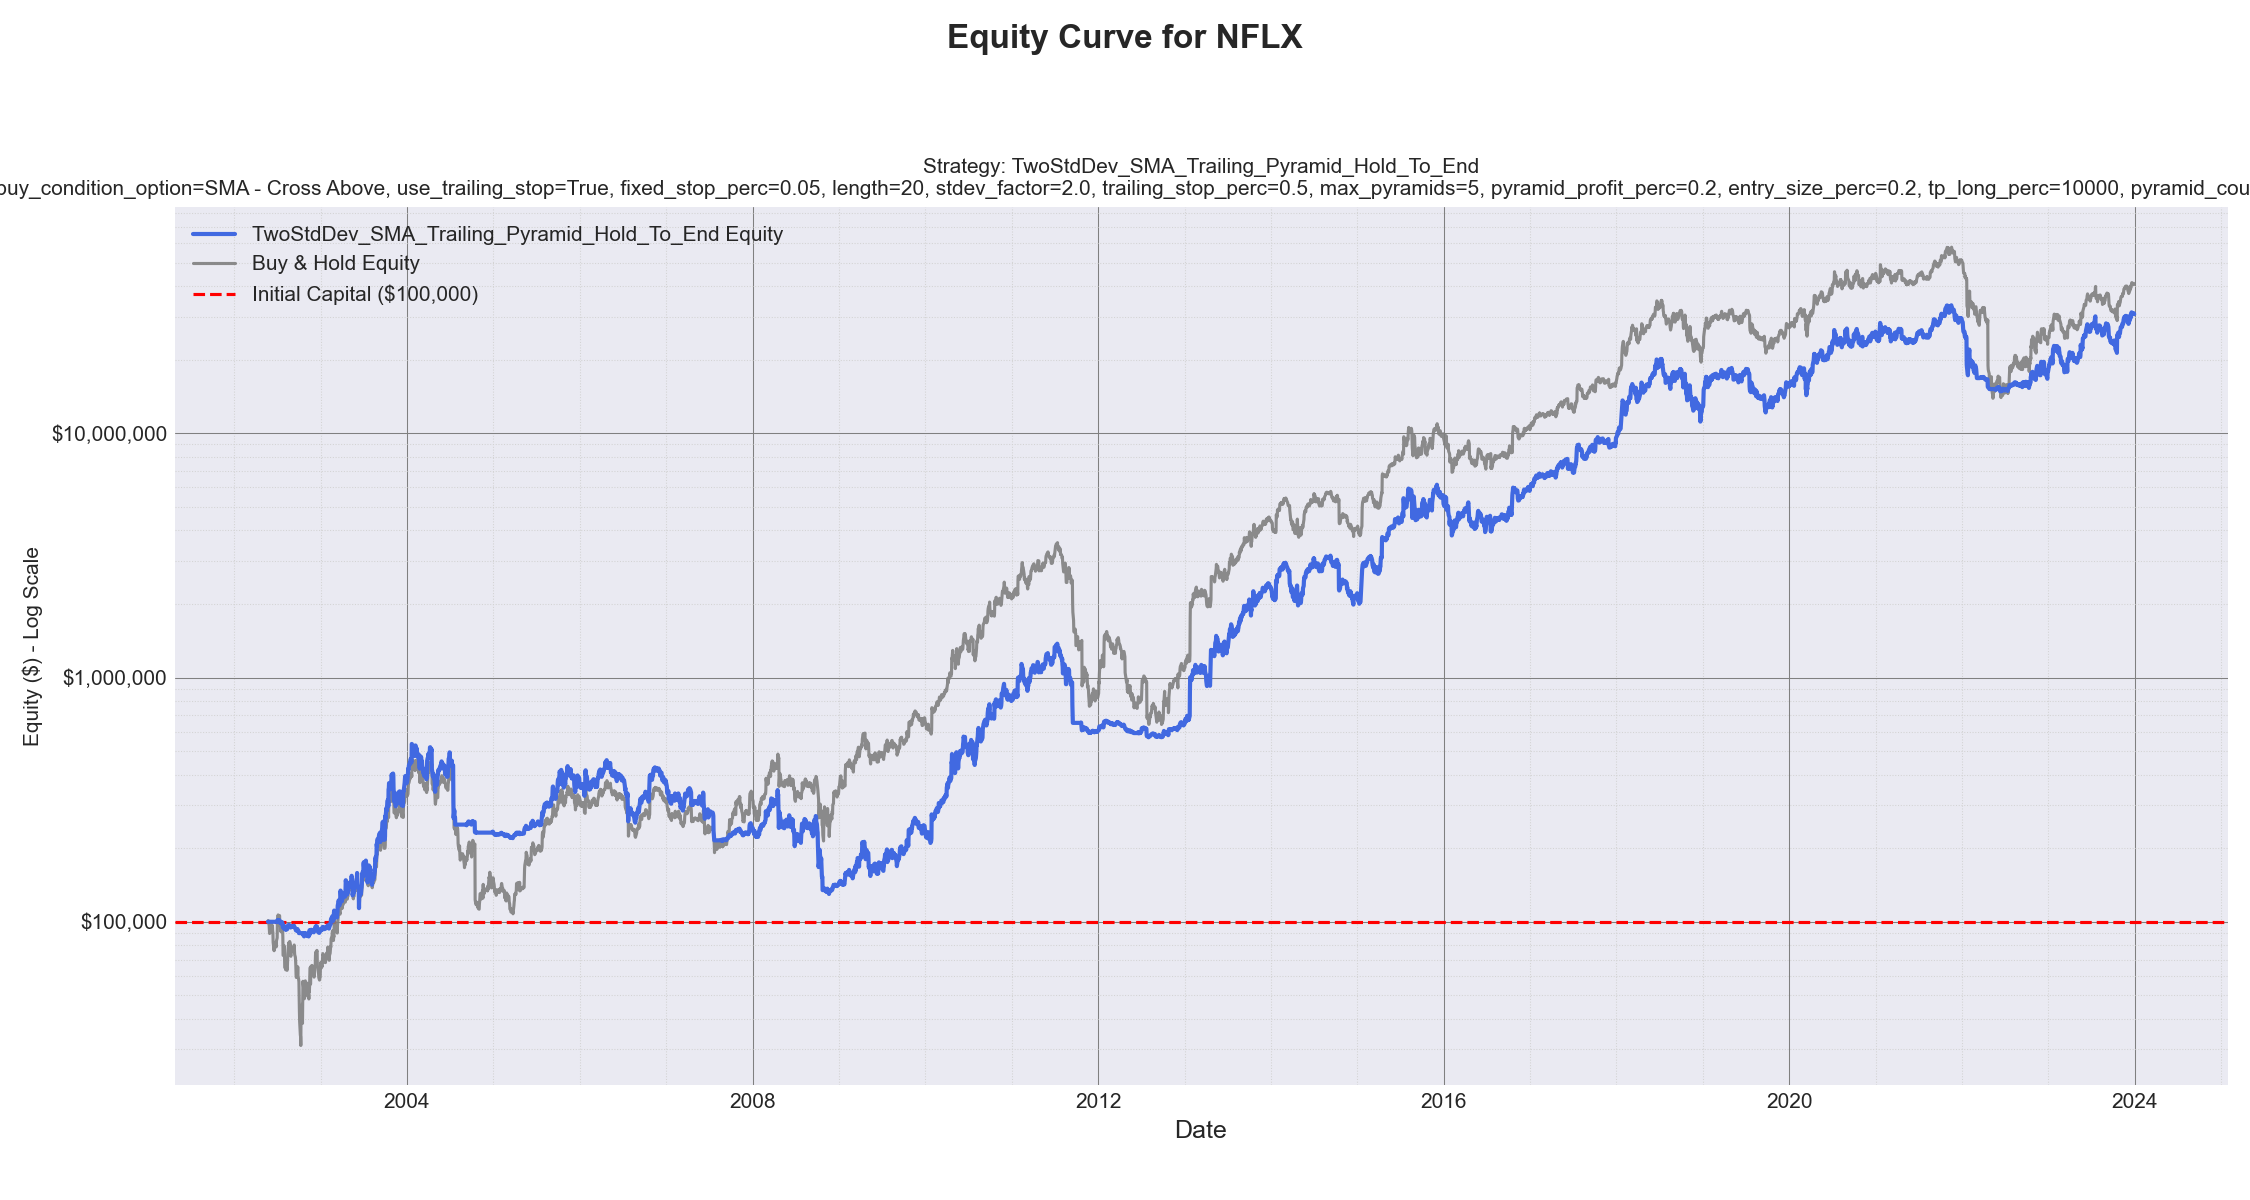 Equity Curve for NFLX
Strategy: TwoStdDev_SMA_Trailing_Pyramid_Hold_To_End
buy_condition_option=SMA - Cross Above, use_trailing_stop=True, fixed_stop_perc=0.05, length=20, stdev_factor=2.0, trailing_stop_perc=0.5, max_pyramids=5, pyramid_profit_perc=0.2, entry_size_perc=0.2, tp_long_perc=10000, pyramid_cou
TwoStdDev_SMA_Trailing_Pyramid_Hold_To_End Equity
Buy & Hold Equity
Initial Capital ($100,000)
Equity ($) - Log Scale
$10,000,000
$1,000,000
$100,000
2004
2008
2012
2016
2020
2024
Date